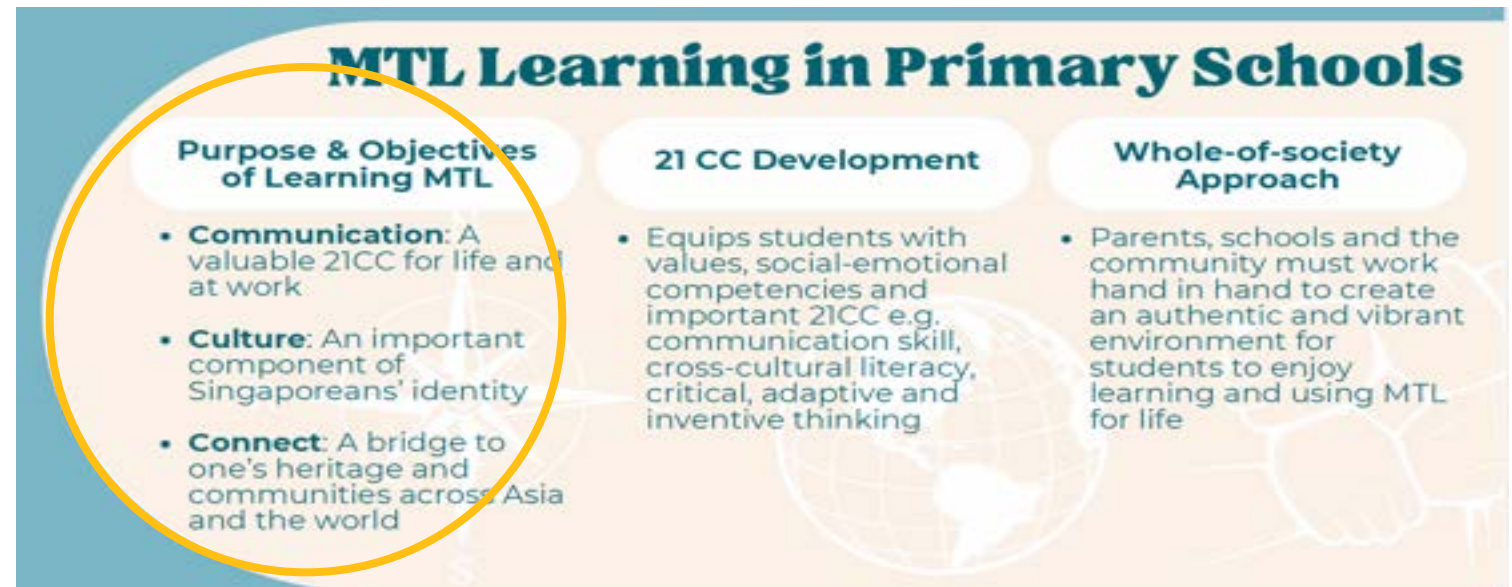 MTL Learning in Primary Schools
Purpose & Objectives
of Learning MTL
• Communication: A
valuable 21CC for life and
at work
• Culture: An important
component of
Singaporeans' identity
• Connect: A bridge to
one's heritage and
communities across Asia
and the world
21 CC Development
• Equips students with
values, social-emotional
competencies and
important 21CC e.g.
communication skill,
cross-cultural literacy,
critical, adaptive and
inventive thinking
Whole-of-society
Approach
• Parents, schools and the
community must work
hand in hand to create
an authentic and vibrant
environment for
students to enjoy
learning and using MTL
for life
S